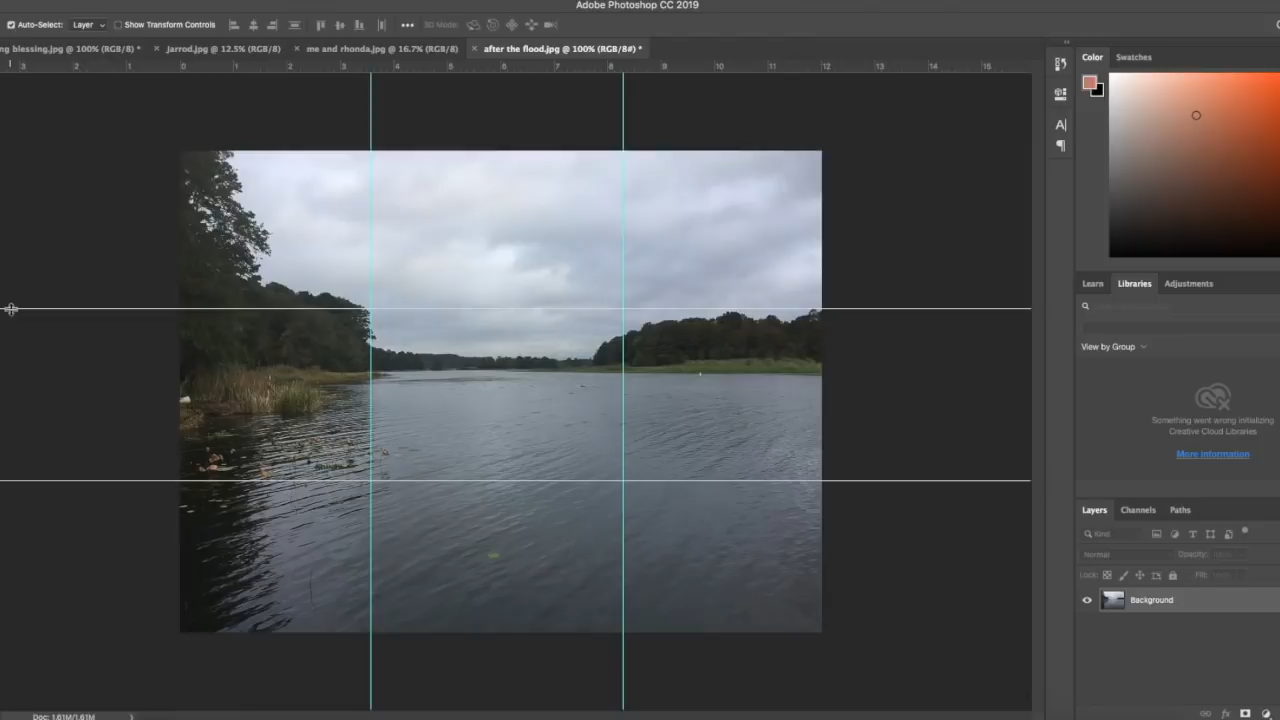 Adobe Photoshop CC 2019
Auto-Select: Layer Show Transform Controls 3D Mode:
ng blessing.jpg @ 100% (RGB/8) * × Jarrod.jpg @ 12.5% (RGB/8) × me and rhonda.jpg @ 16.7% (RGB/8) × after the flood.jpg @ 100% (RGB/8#) *
3 2 1 0 1 2 3 4 5 6 7 8 9 10 11 12 13 14 15
Color Swatches
A|
Learn Libraries Adjustments
View by Group
Something went wrong initializing
Creative Cloud Libraries
More Information
Layers Channels Paths
Kind T
Normal Opacity:
Lock: Fill:
Background
fx
Doc: 1.61M/1.61M